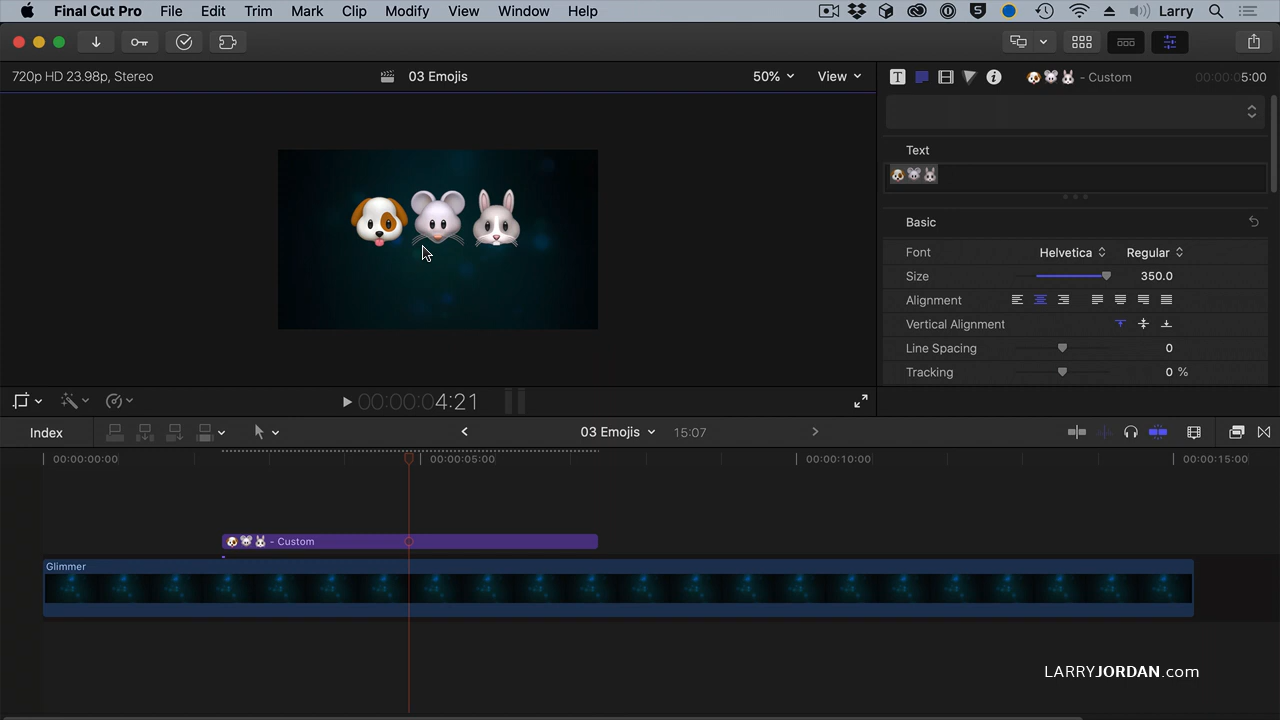 Final Cut Pro File Edit Trim Mark Clip Modify View Window Help Larry
720p HD 23.98p, Stereo 03 Emojis 50% View 🐶🐭🐰 - Custom 00:00:05:00
Text
🐶🐭🐰
Basic
Font Helvetica Regular
Size 350.0
Alignment
Vertical Alignment
Line Spacing 0
Tracking 0 %
00:00:04:21
Index 03 Emojis 15:07
00:00:00:00 00:00:05:00 00:00:10:00 00:00:15:00
🐶🐭🐰 - Custom
Glimmer
LARRYJORDAN.com